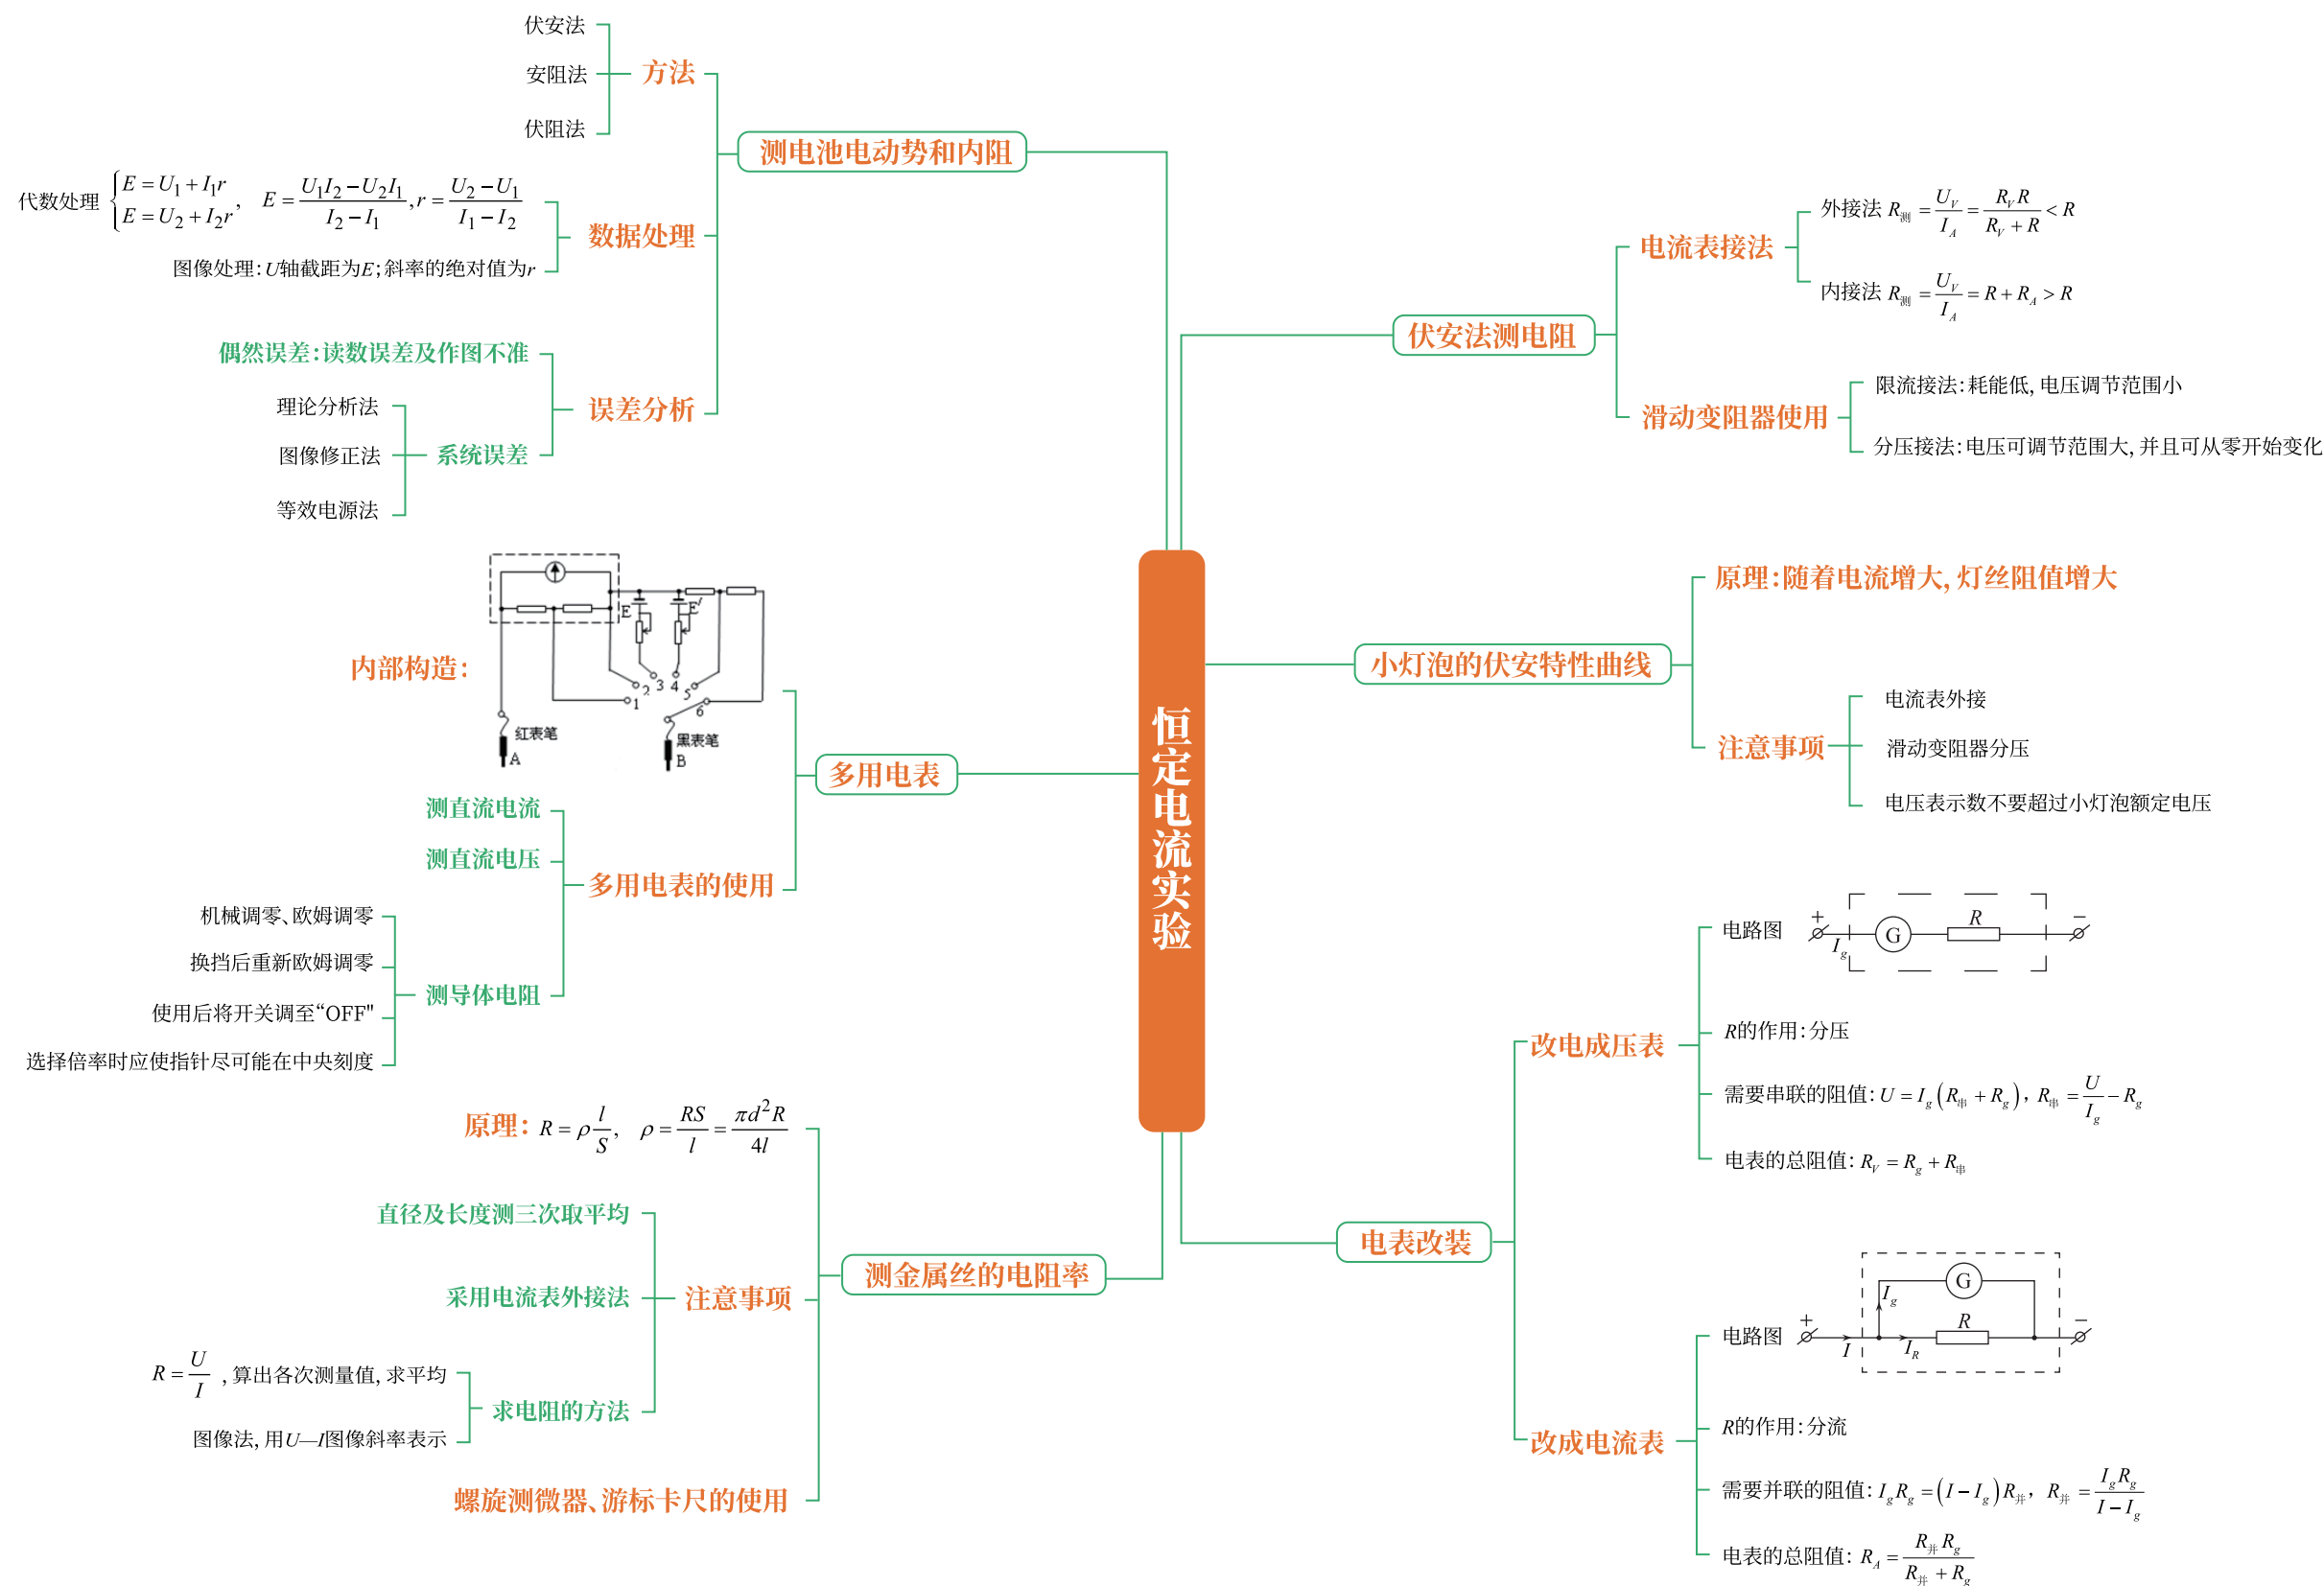 恒定电流实验
测电池电动势和内阻
方法
伏安法
安阻法
伏阻法
数据处理
代数处理 { E = U₁ + I₁r, E = U₂ + I₂r, E = (U₁I₂ − U₂I₁)/(I₂ − I₁), r = (U₂ − U₁)/(I₁ − I₂)
图像处理:U轴截距为E;斜率的绝对值为r
误差分析
偶然误差:读数误差及作图不准
系统误差
理论分析法
图像修正法
等效电源法
多用电表
内部构造:
E
E′
1
2
3
4
5
6
红表笔
A
黑表笔
B
多用电表的使用
测直流电流
测直流电压
测导体电阻
机械调零、欧姆调零
换挡后重新欧姆调零
使用后将开关调至“OFF"
选择倍率时应使指针尽可能在中央刻度
测金属丝的电阻率
原理: R = ρ l/S, ρ = RS/l = πd²R/4l
注意事项
直径及长度测三次取平均
采用电流表外接法
求电阻的方法
R = U/I , 算出各次测量值, 求平均
图像法, 用U—I图像斜率表示
螺旋测微器、游标卡尺的使用
伏安法测电阻
电流表接法
外接法 R测 = U_V/I_A = R_V R/(R_V + R) < R
内接法 R测 = U_V/I_A = R + R_A > R
滑动变阻器使用
限流接法:耗能低, 电压调节范围小
分压接法:电压可调节范围大, 并且可从零开始变化
小灯泡的伏安特性曲线
原理:随着电流增大, 灯丝阻值增大
注意事项
电流表外接
滑动变阻器分压
电压表示数不要超过小灯泡额定电压
电表改装
改电成压表
电路图
+ I_g G R −
R的作用:分压
需要串联的阻值: U = I_g (R串 + R_g), R串 = U/I_g − R_g
电表的总阻值: R_V = R_g + R串
改成电流表
电路图
+ I I_g G I_R R −
R的作用:分流
需要并联的阻值: I_g R_g = (I − I_g) R并, R并 = I_g R_g/(I − I_g)
电表的总阻值: R_A = R并 R_g/(R并 + R_g)